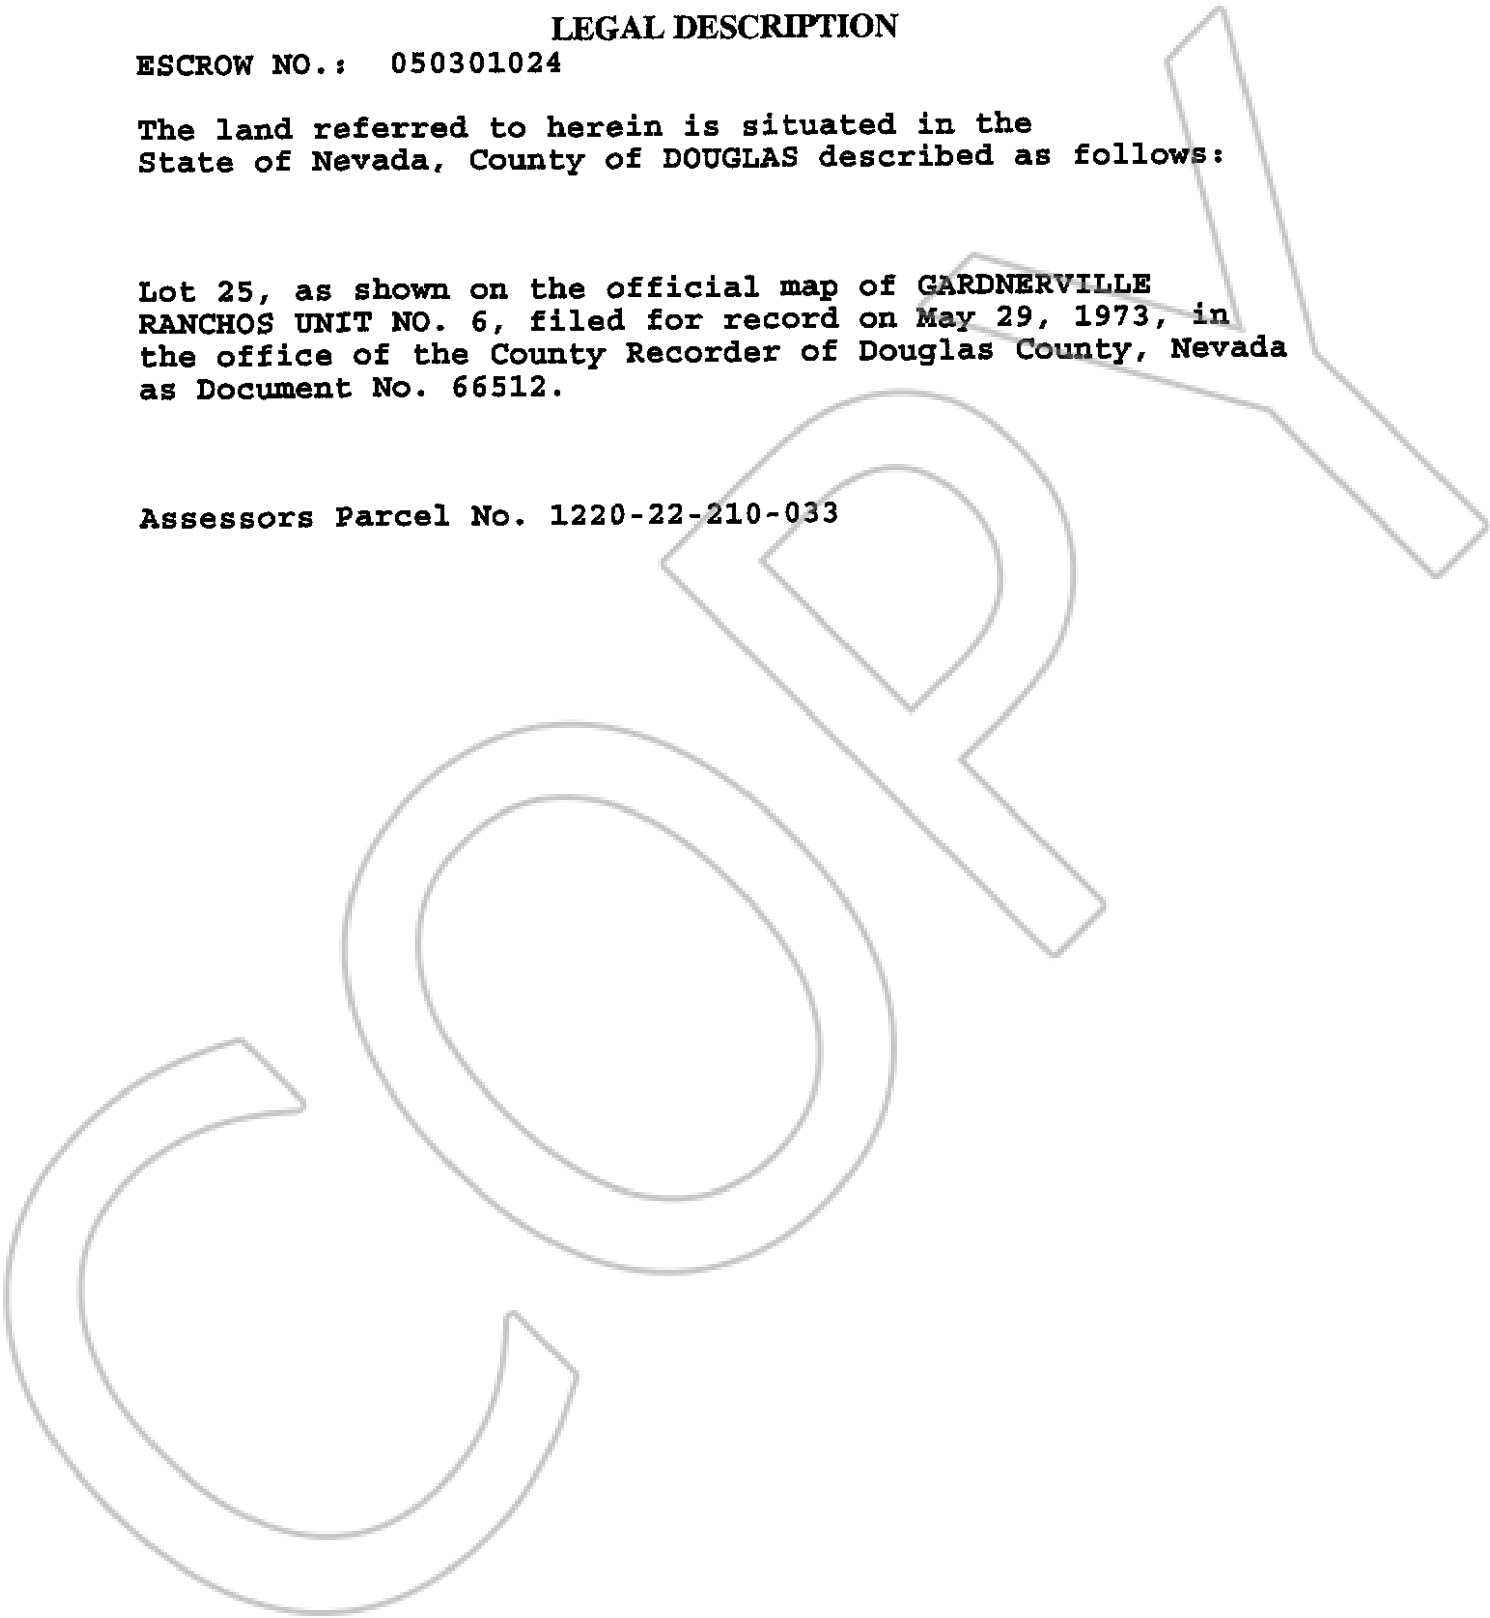 LEGAL DESCRIPTION
ESCROW NO.: 050301024
The land referred to herein is situated in the
State of Nevada, County of DOUGLAS described as follows:
Lot 25, as shown on the official map of GARDNERVILLE
RANCHOS UNIT NO. 6, filed for record on May 29, 1973, in
the office of the County Recorder of Douglas County, Nevada
as Document No. 66512.
Assessors Parcel No. 1220-22-210-033
COPY